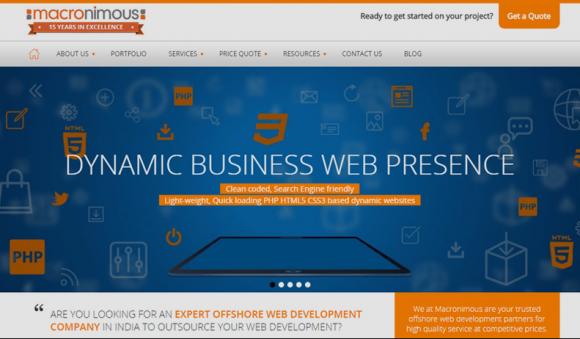 macronimous
15 YEARS IN EXCELLENCE
Ready to get started on your project?
Get a Quote
ABOUT US
PORTFOLIO
SERVICES
PRICE QUOTE
RESOURCES
CONTACT US
BLOG
PHP
HTML
5
3
DYNAMIC BUSINESS WEB PRESENCE
Clean coded, Search Engine friendly
Light-weight, Quick loading PHP HTML5 CSS3 based dynamic websites
PHP
PHP
HTML
5
“ ARE YOU LOOKING FOR AN EXPERT OFFSHORE WEB DEVELOPMENT
COMPANY IN INDIA TO OUTSOURCE YOUR WEB DEVELOPMENT?
We at Macronimous are your trusted
offshore web development partners for
high quality service at competitive prices.